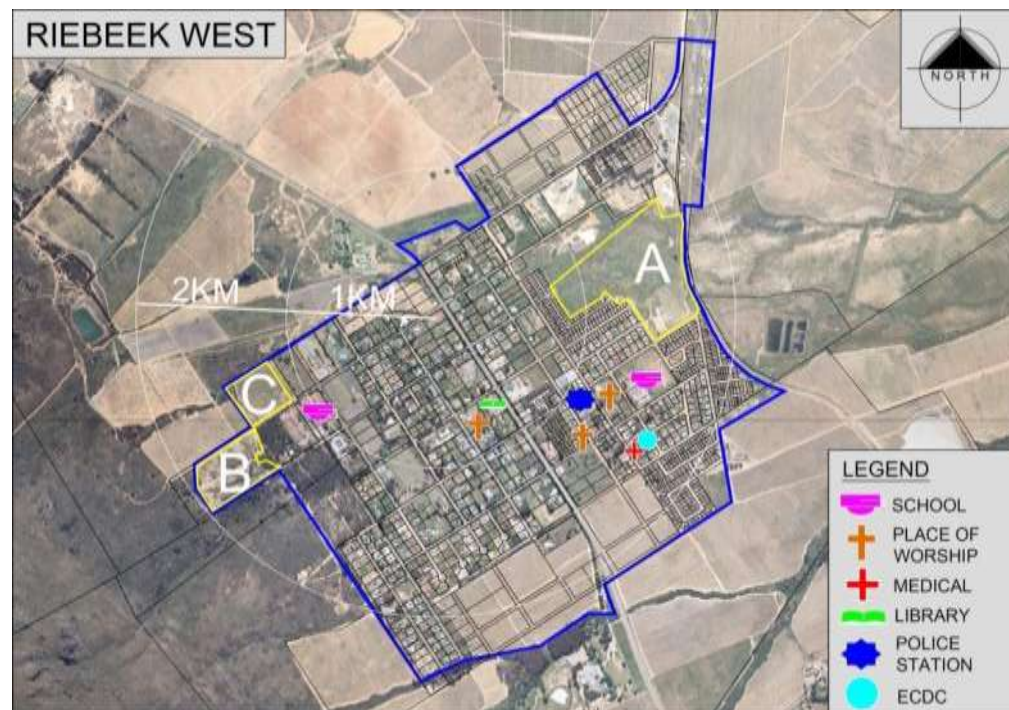 RIEBEEK WEST
NORTH
A
2KM
1KM
C
B
LEGEND
SCHOOL
PLACE OF
WORSHIP
MEDICAL
LIBRARY
POLICE
STATION
ECDC